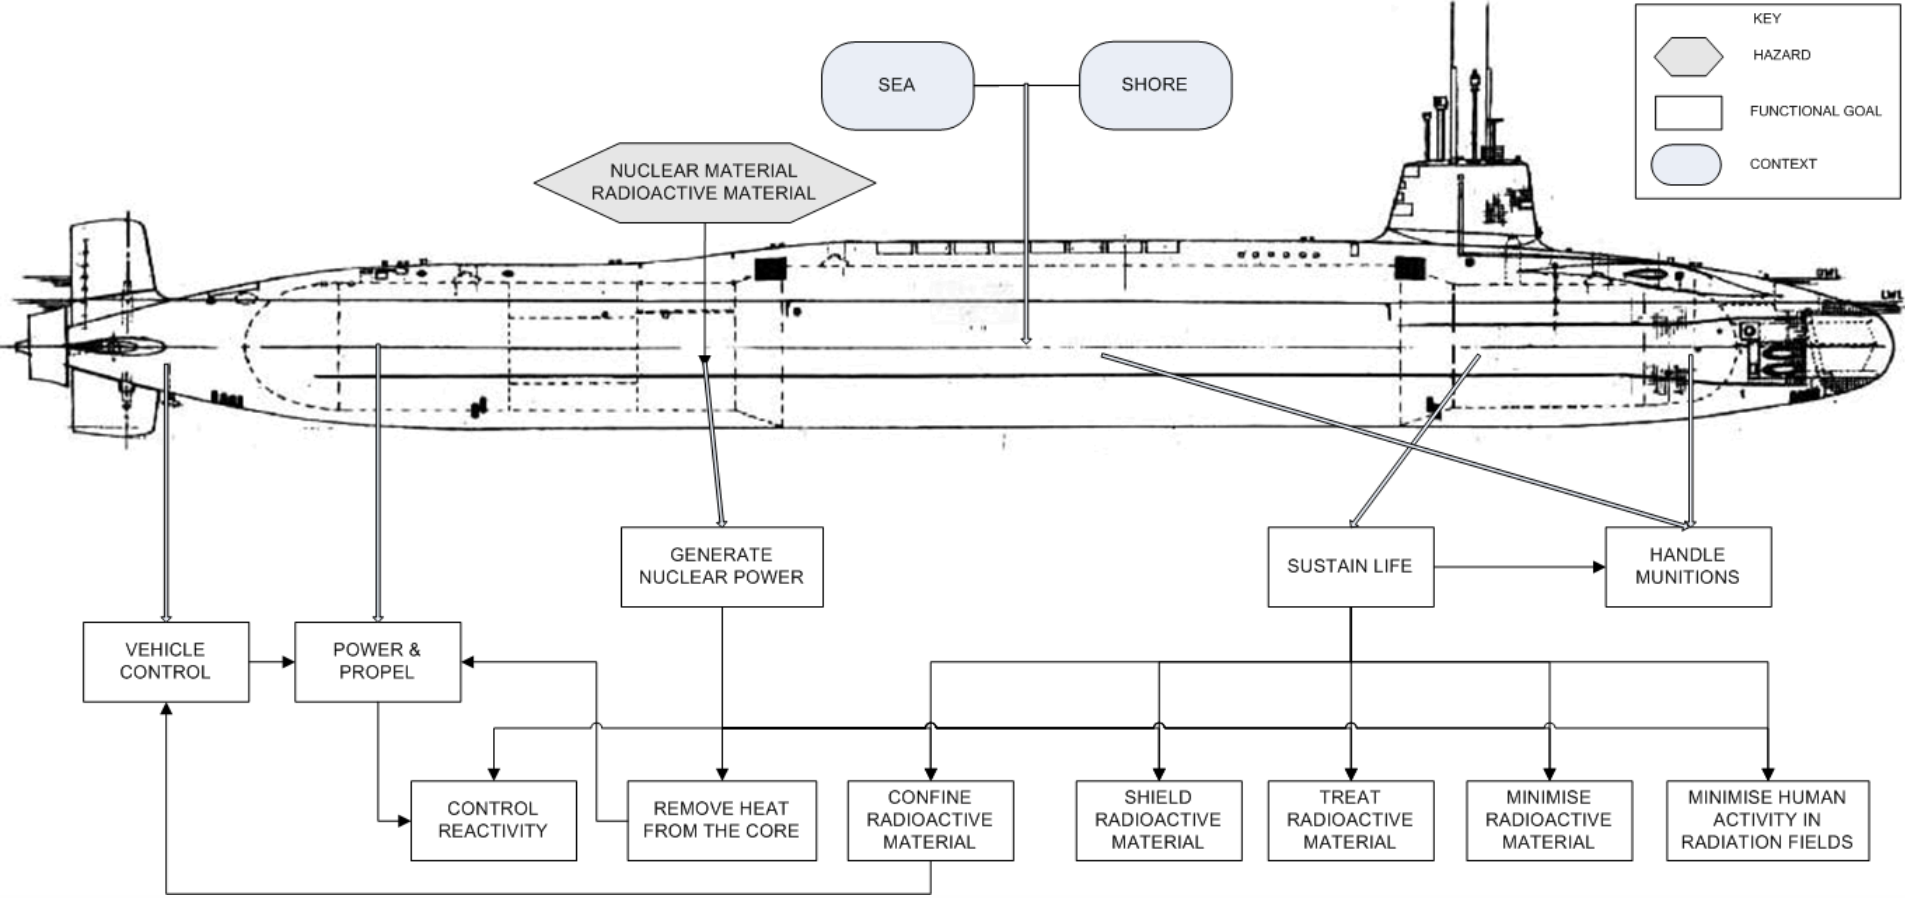 KEY
HAZARD
FUNCTIONAL GOAL
CONTEXT
SEA
SHORE
NUCLEAR MATERIAL
RADIOACTIVE MATERIAL
LWL
GENERATE
NUCLEAR POWER
SUSTAIN LIFE
HANDLE
MUNITIONS
VEHICLE
CONTROL
POWER &
PROPEL
CONTROL
REACTIVITY
REMOVE HEAT
FROM THE CORE
CONFINE
RADIOACTIVE
MATERIAL
SHIELD
RADIOACTIVE
MATERIAL
TREAT
RADIOACTIVE
MATERIAL
MINIMISE
RADIOACTIVE
MATERIAL
MINIMISE HUMAN
ACTIVITY IN
RADIATION FIELDS